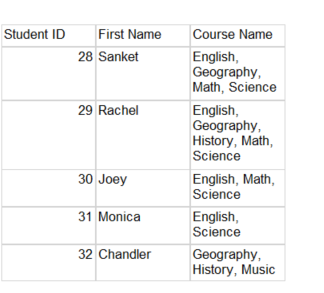 Student ID First Name Course Name
28 Sanket English,
Geography,
Math, Science
29 Rachel English,
Geography,
History, Math,
Science
30 Joey English, Math,
Science
31 Monica English,
Science
32 Chandler Geography,
History, Music